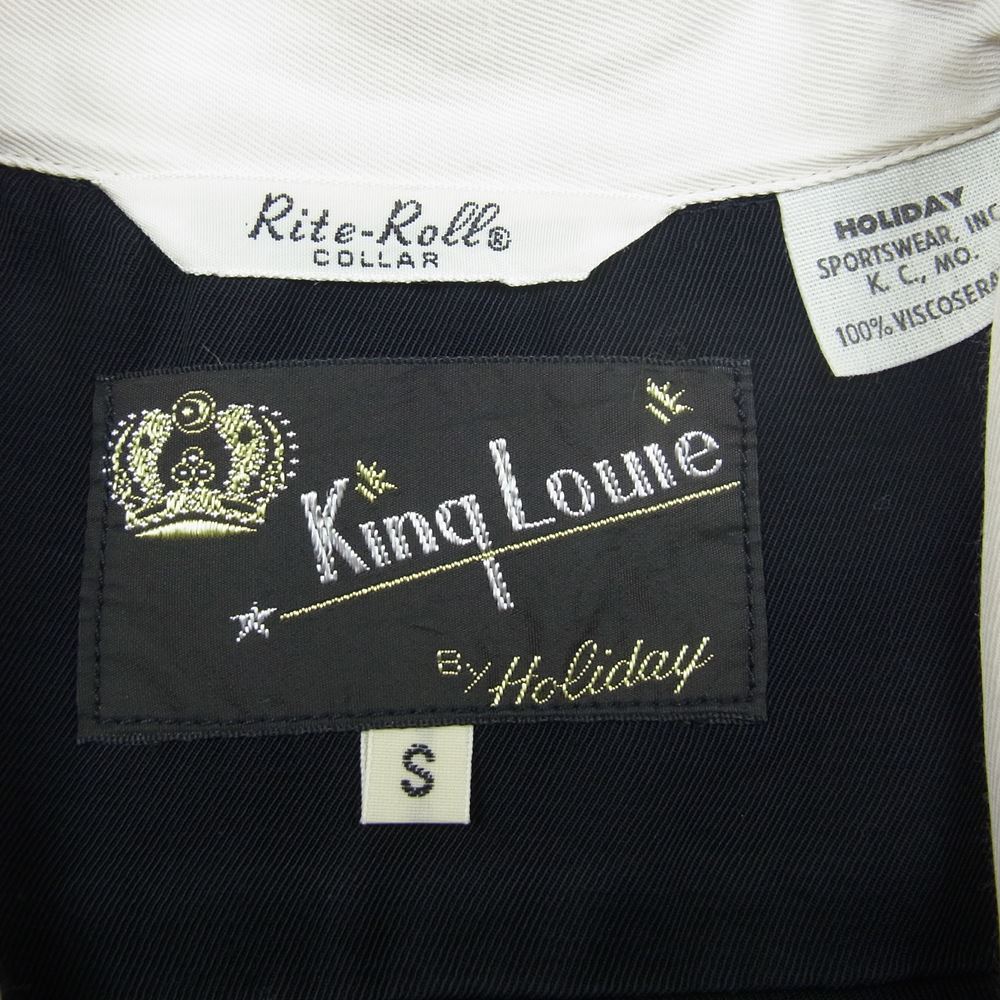 Rite-Roll®
COLLAR
HOLIDAY
SPORTSWEAR, INC
K. C., MO.
100% VISCOSERA
King Louie
BY Holiday
S